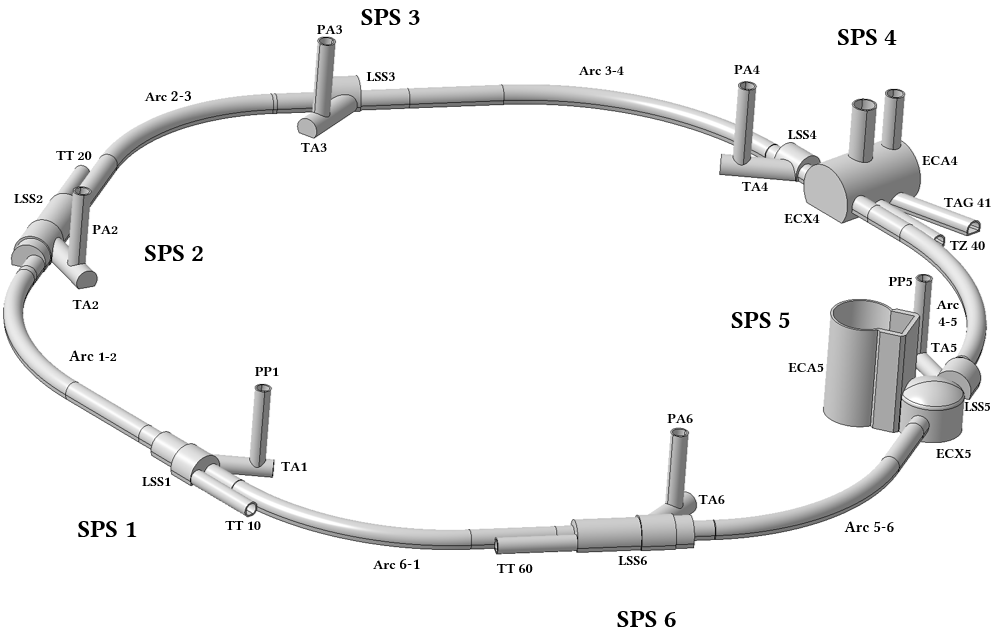 SPS 3
PA3
SPS 4
Arc 3-4
LSS3
PA4
Arc 2-3
LSS4
TA3
TT 20
ECA4
TA4
LSS2
TAG 41
ECX4
PA2
TZ 40
SPS 2
PP5
TA2
Arc
4-5
SPS 5
TA5
Arc 1-2
ECA5
PP1
LSS5
PA6
ECX5
TA1
LSS1
TA6
SPS 1
TT 10
Arc 5-6
Arc 6-1
TT 60
LSS6
SPS 6